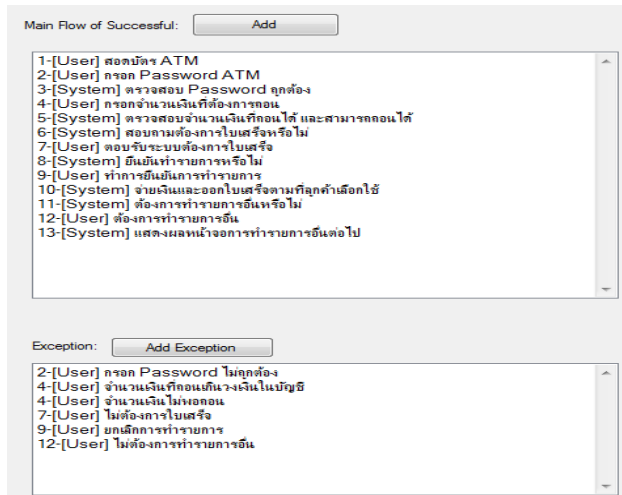 Main Flow of Successful: Add
1-[User] สอดบัตร ATM
2-[User] กรอก Password ATM
3-[System] ตรวจสอบ Password ถูกต้อง
4-[User] กรอกจำนวนเงินที่ต้องการถอน
5-[System] ตรวจสอบจำนวนเงินที่ถอนได้ และสามารถถอนได้
6-[System] สอบถามต้องการใบเสร็จหรือไม่
7-[User] ตอบรับระบบต้องการใบเสร็จ
8-[System] ยืนยันทำรายการหรือไม่
9-[User] ทำการยืนยันการทำรายการ
10-[System] จ่ายเงินและออกใบเสร็จตามที่ลูกค้าเลือกใช้
11-[System] ต้องการทำรายการอื่นหรือไม่
12-[User] ต้องการทำรายการอื่น
13-[System] แสดงผลหน้าจอการทำรายการอื่นต่อไป
Exception: Add Exception
2-[User] กรอก Password ไม่ถูกต้อง
4-[User] จำนวนเงินที่ถอนเกินวงเงินในบัญชี
4-[User] จำนวนเงินไม่พอถอน
7-[User] ไม่ต้องการใบเสร็จ
9-[User] ยกเลิกการทำรายการ
12-[User] ไม่ต้องการทำรายการอื่น